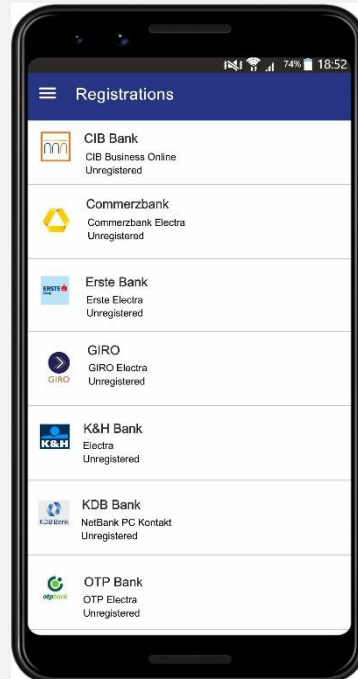 74% 18:52
Registrations
CIB Bank
CIB Business Online
Unregistered
Commerzbank
Commerzbank Electra
Unregistered
ERSTE
Erste Bank
Erste Electra
Unregistered
GIRO
GIRO
GIRO Electra
Unregistered
K&H
K&H Bank
Electra
Unregistered
KDB Bank
KDB Bank
NetBank PC Kontakt
Unregistered
otpbank
OTP Bank
OTP Electra
Unregistered